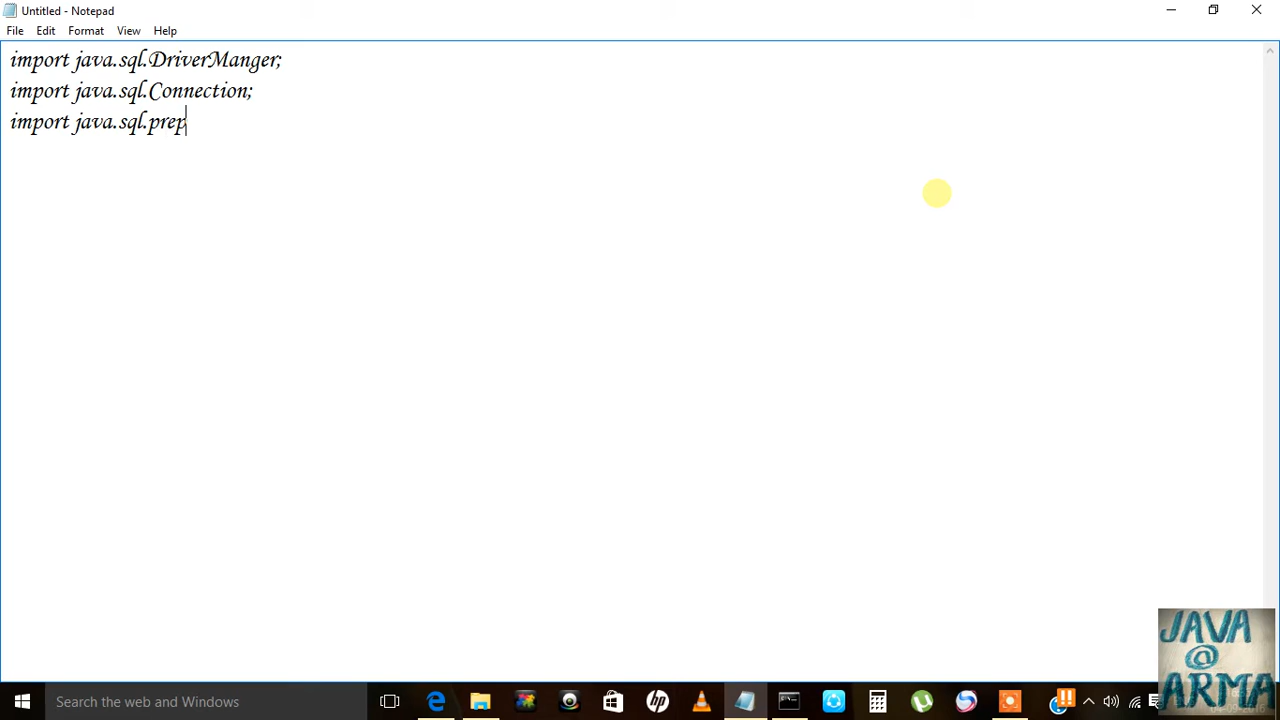 Untitled - Notepad
File Edit Format View Help
import java.sql.DriverManger;
import java.sql.Connection;
import java.sql.prep
Search the web and Windows
JAVA
@
ARMA